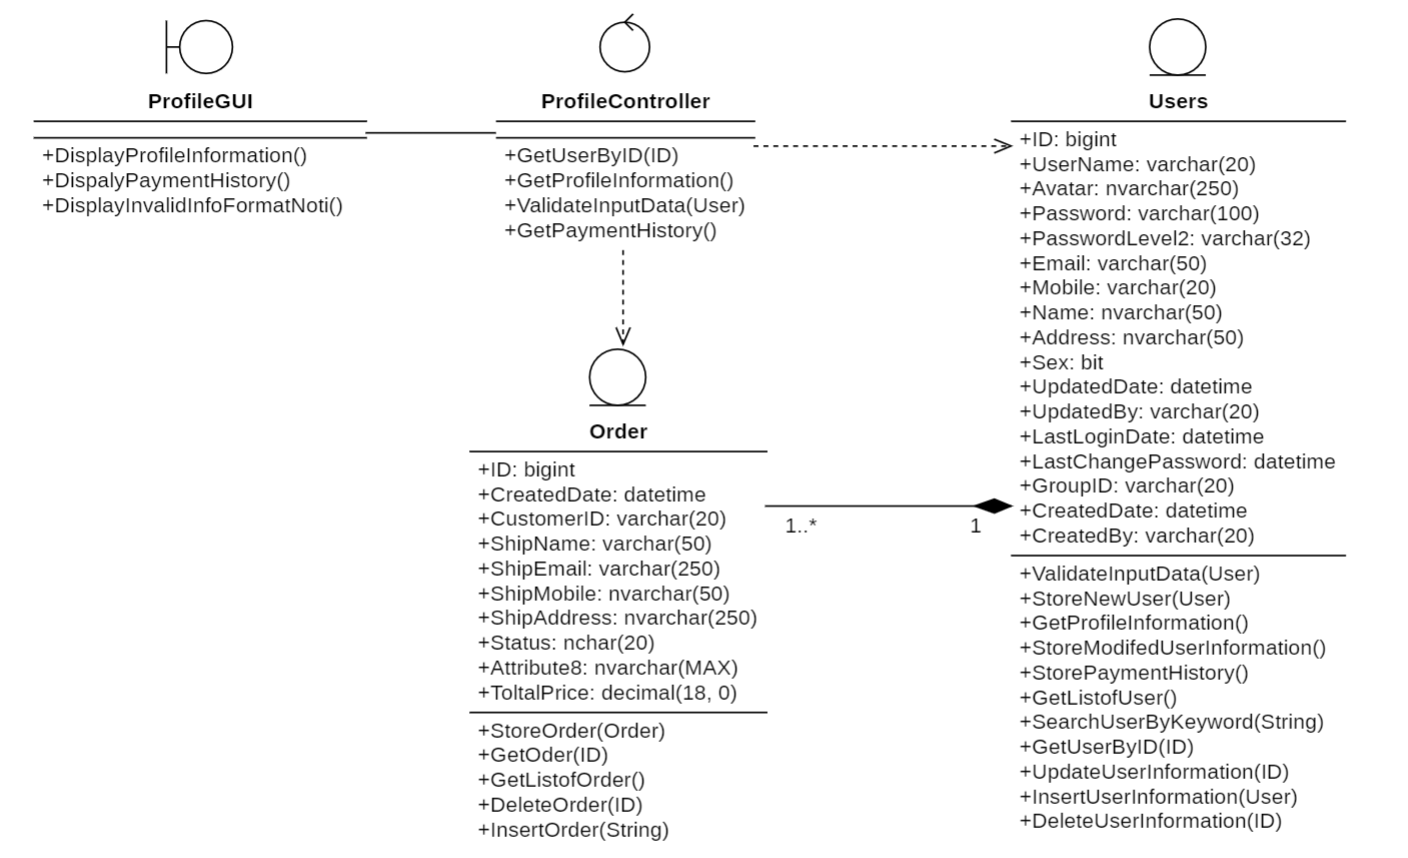 ProfileGUI
+DisplayProfileInformation()
+DispalyPaymentHistory()
+DisplayInvalidInfoFormatNoti()
ProfileController
+GetUserByID(ID)
+GetProfileInformation()
+ValidateInputData(User)
+GetPaymentHistory()
Order
+ID: bigint
+CreatedDate: datetime
+CustomerID: varchar(20)
+ShipName: varchar(50)
+ShipEmail: varchar(250)
+ShipMobile: nvarchar(50)
+ShipAddress: nvarchar(250)
+Status: nchar(20)
+Attribute8: nvarchar(MAX)
+ToltalPrice: decimal(18, 0)
+StoreOrder(Order)
+GetOder(ID)
+GetListofOrder()
+DeleteOrder(ID)
+InsertOrder(String)
1..*
1
Users
+ID: bigint
+UserName: varchar(20)
+Avatar: nvarchar(250)
+Password: varchar(100)
+PasswordLevel2: varchar(32)
+Email: varchar(50)
+Mobile: varchar(20)
+Name: nvarchar(50)
+Address: nvarchar(50)
+Sex: bit
+UpdatedDate: datetime
+UpdatedBy: varchar(20)
+LastLoginDate: datetime
+LastChangePassword: datetime
+GroupID: varchar(20)
+CreatedDate: datetime
+CreatedBy: varchar(20)
+ValidateInputData(User)
+StoreNewUser(User)
+GetProfileInformation()
+StoreModifedUserInformation()
+StorePaymentHistory()
+GetListofUser()
+SearchUserByKeyword(String)
+GetUserByID(ID)
+UpdateUserInformation(ID)
+InsertUserInformation(User)
+DeleteUserInformation(ID)